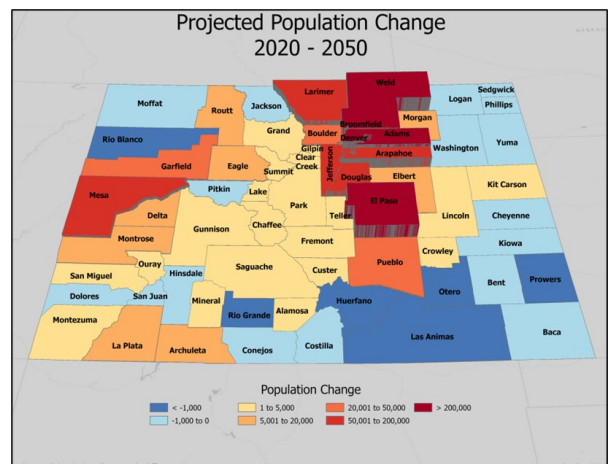 Projected Population Change
2020 - 2050
Moffat
Routt
Jackson
Larimer
Weld
Logan
Sedgwick
Phillips
Rio Blanco
Grand
Boulder
Broomfield
Morgan
Garfield
Eagle
Summit
Gilpin
Clear
Creek
Denver
Adams
Arapahoe
Washington
Yuma
Mesa
Pitkin
Lake
Park
Jefferson
Douglas
Elbert
Kit Carson
Delta
Gunnison
Chaffee
Teller
El Paso
Lincoln
Cheyenne
Montrose
Ouray
Fremont
Pueblo
Crowley
Kiowa
San Miguel
Hinsdale
Saguache
Custer
Otero
Bent
Prowers
Dolores
San Juan
Mineral
Rio Grande
Alamosa
Huerfano
Las Animas
Baca
Montezuma
La Plata
Archuleta
Conejos
Costilla
Population Change
< -1,000
1 to 5,000
20,001 to 50,000
> 200,000
-1,000 to 0
5,001 to 20,000
50,001 to 200,000